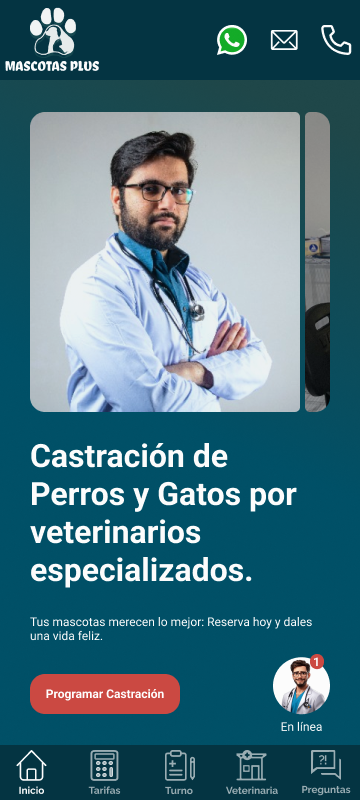 MASCOTAS PLUS
Castración de
Perros y Gatos por
veterinarios
especializados.
Tus mascotas merecen lo mejor: Reserva hoy y dales
una vida feliz.
1
Programar Castración
En línea
?!
Inicio
Tarifas
Turno
Veterinaria
Preguntas